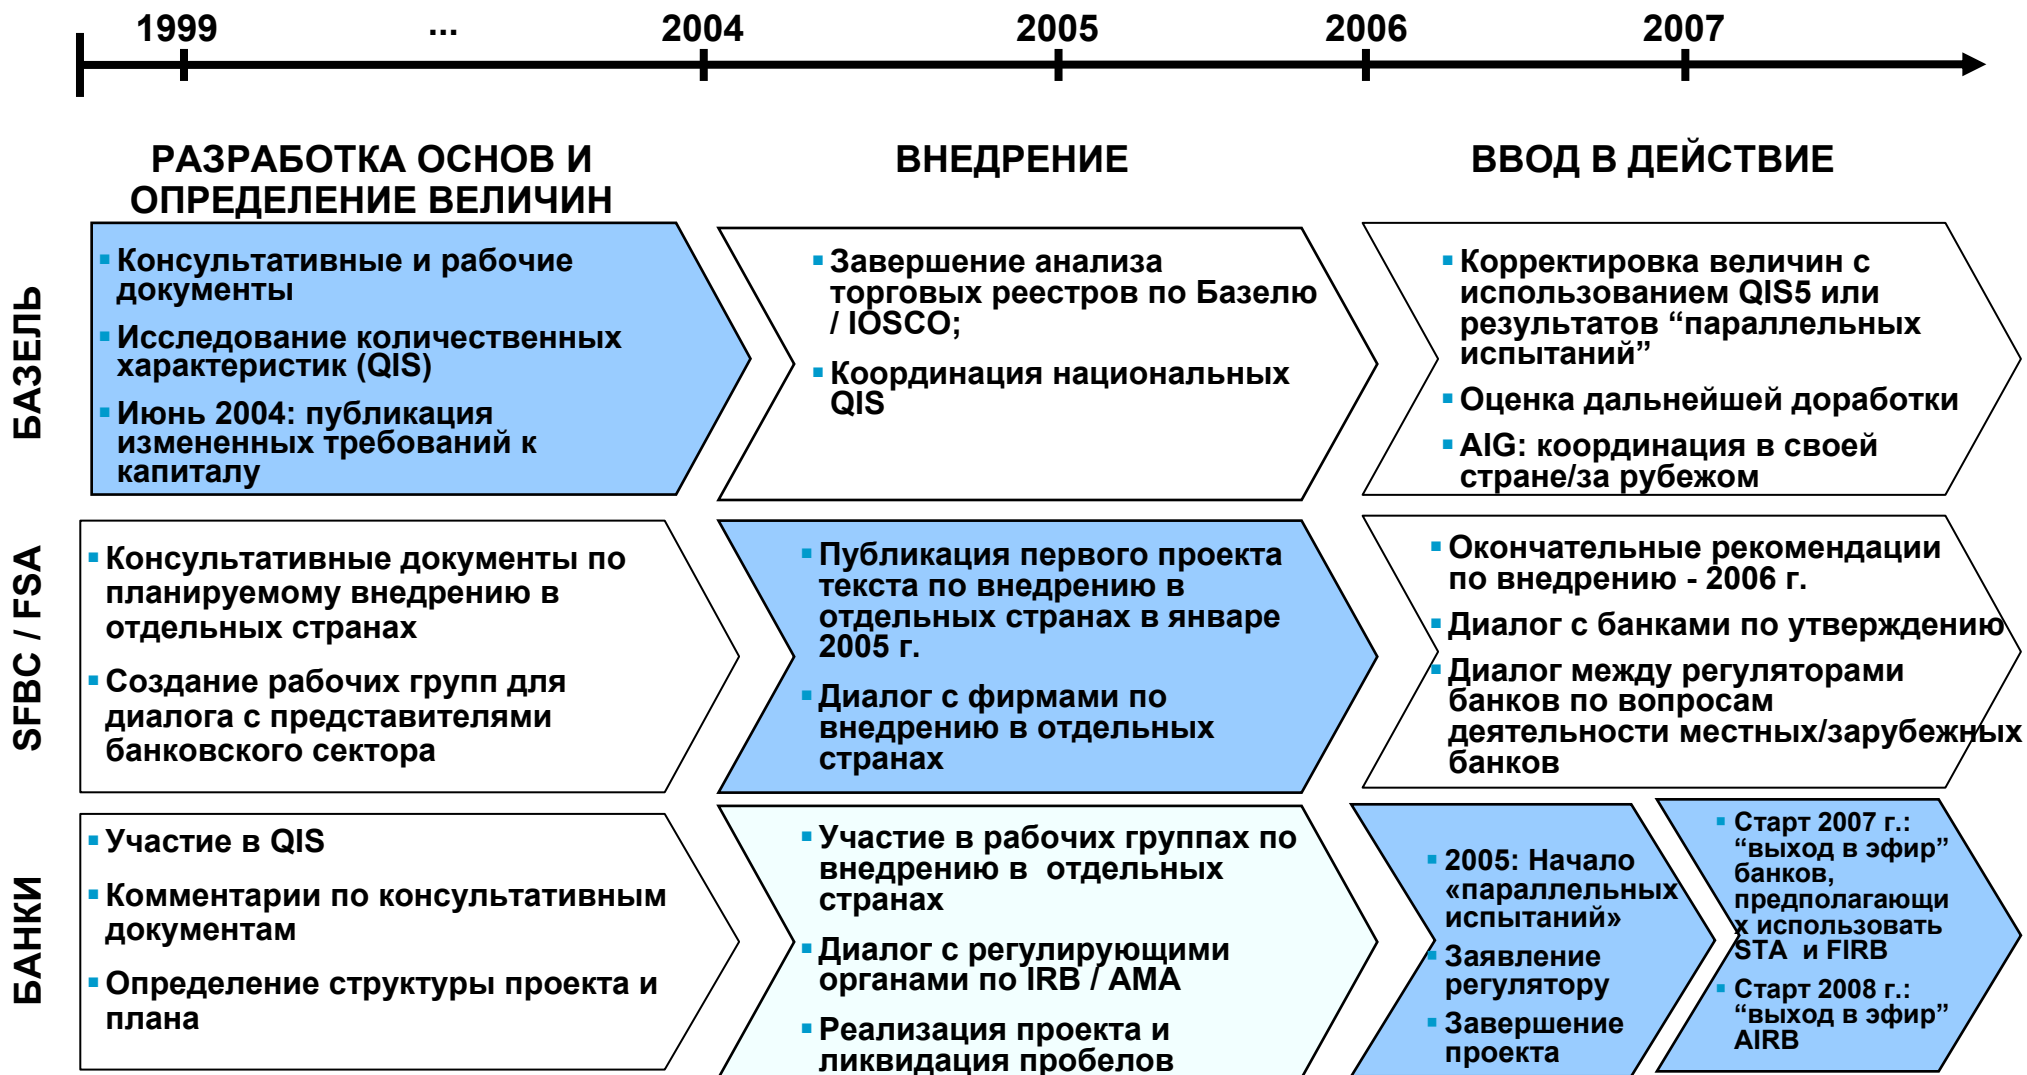 1999 ... 2004 2005 2006 2007
РАЗРАБОТКА ОСНОВ И
ОПРЕДЕЛЕНИЕ ВЕЛИЧИН
ВНЕДРЕНИЕ
ВВОД В ДЕЙСТВИЕ
БАЗЕЛЬ
Консультативные и рабочие
документы
Исследование количественных
характеристик (QIS)
Июнь 2004: публикация
измененных требований к
капиталу
Завершение анализа
торговых реестров по Базелю
/ IOSCO;
Координация национальных
QIS
Корректировка величин с
использованием QIS5 или
результатов “параллельных
испытаний”
Оценка дальнейшей доработки
AIG: координация в своей
стране/за рубежом
SFBC / FSA
Консультативные документы по
планируемому внедрению в
отдельных странах
Создание рабочих групп для
диалога с представителями
банковского сектора
Публикация первого проекта
текста по внедрению в
отдельных странах в январе
2005 г.
Диалог с фирмами по
внедрению в отдельных
странах
Окончательные рекомендации
по внедрению - 2006 г.
Диалог с банками по утверждению
Диалог между регуляторами
банков по вопросам
деятельности местных/зарубежных
банков
БАНКИ
Участие в QIS
Комментарии по консультативным
документам
Определение структуры проекта и
плана
Участие в рабочих группах по
внедрению в отдельных
странах
Диалог с регулирующими
органами по IRB / AMA
Реализация проекта и
ликвидация пробелов
2005: Начало
«параллельных
испытаний»
Заявление
регулятору
Завершение
проекта
Старт 2007 г.:
“выход в эфир”
банков,
предполагающи
х использовать
STA и FIRB
Старт 2008 г.:
“выход в эфир”
AIRB